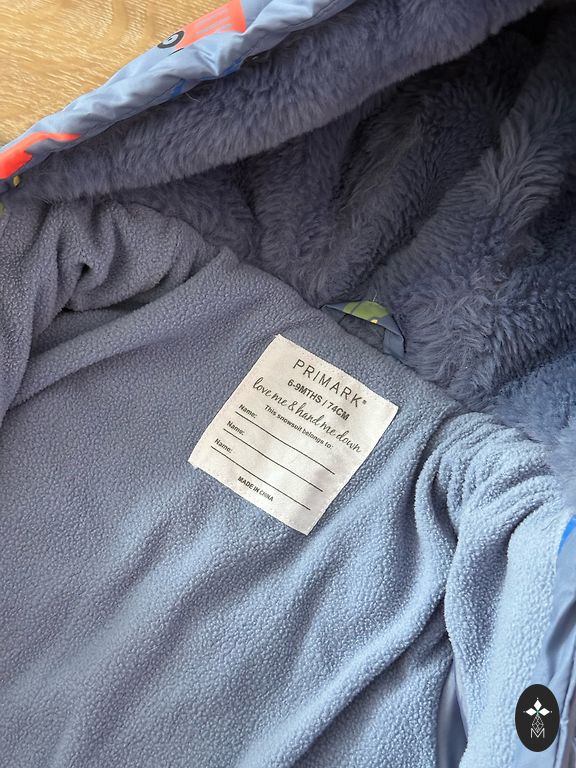 PRIMARK®
6-9MTHS / 74CM
love me & hand me down
This snowsuit belongs to:
Name:
Name:
Name:
MADE IN CHINA
M